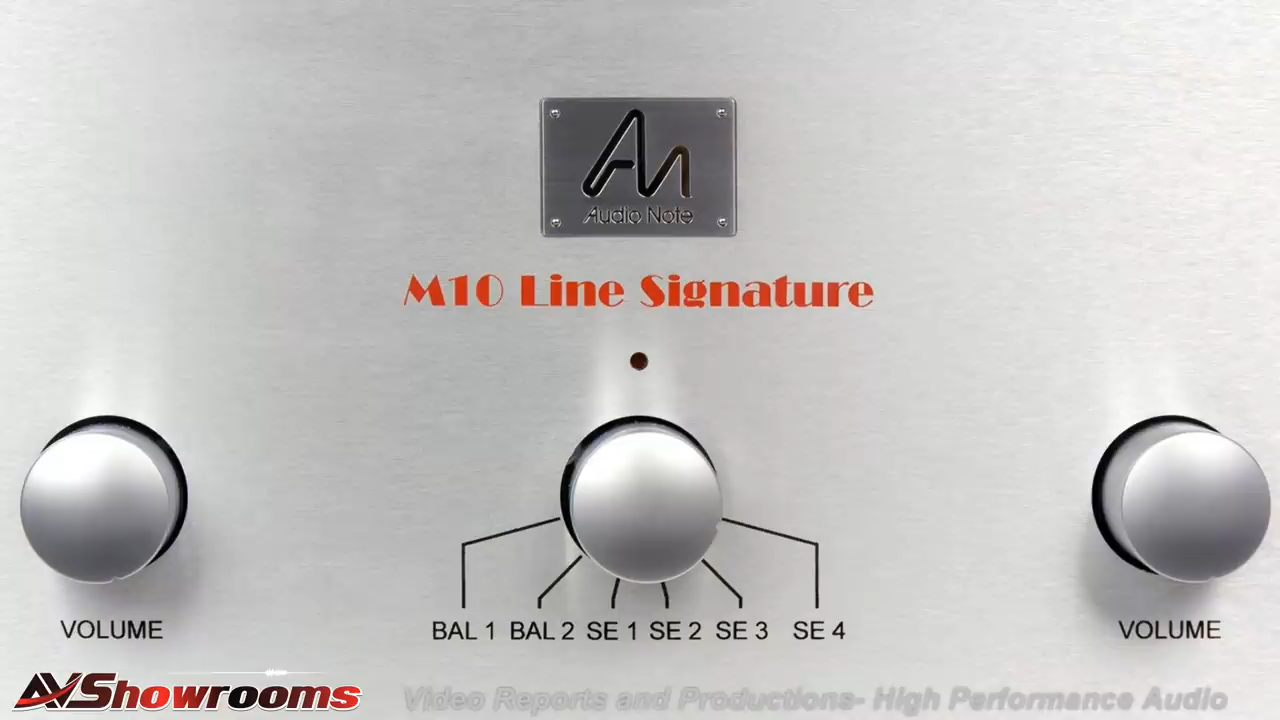 An
Audio Note
M10 Line Signature
VOLUME
BAL 1 BAL 2 SE 1 SE 2 SE 3 SE 4
VOLUME
AVShowrooms
Video Reports and Productions- High Performance Audio